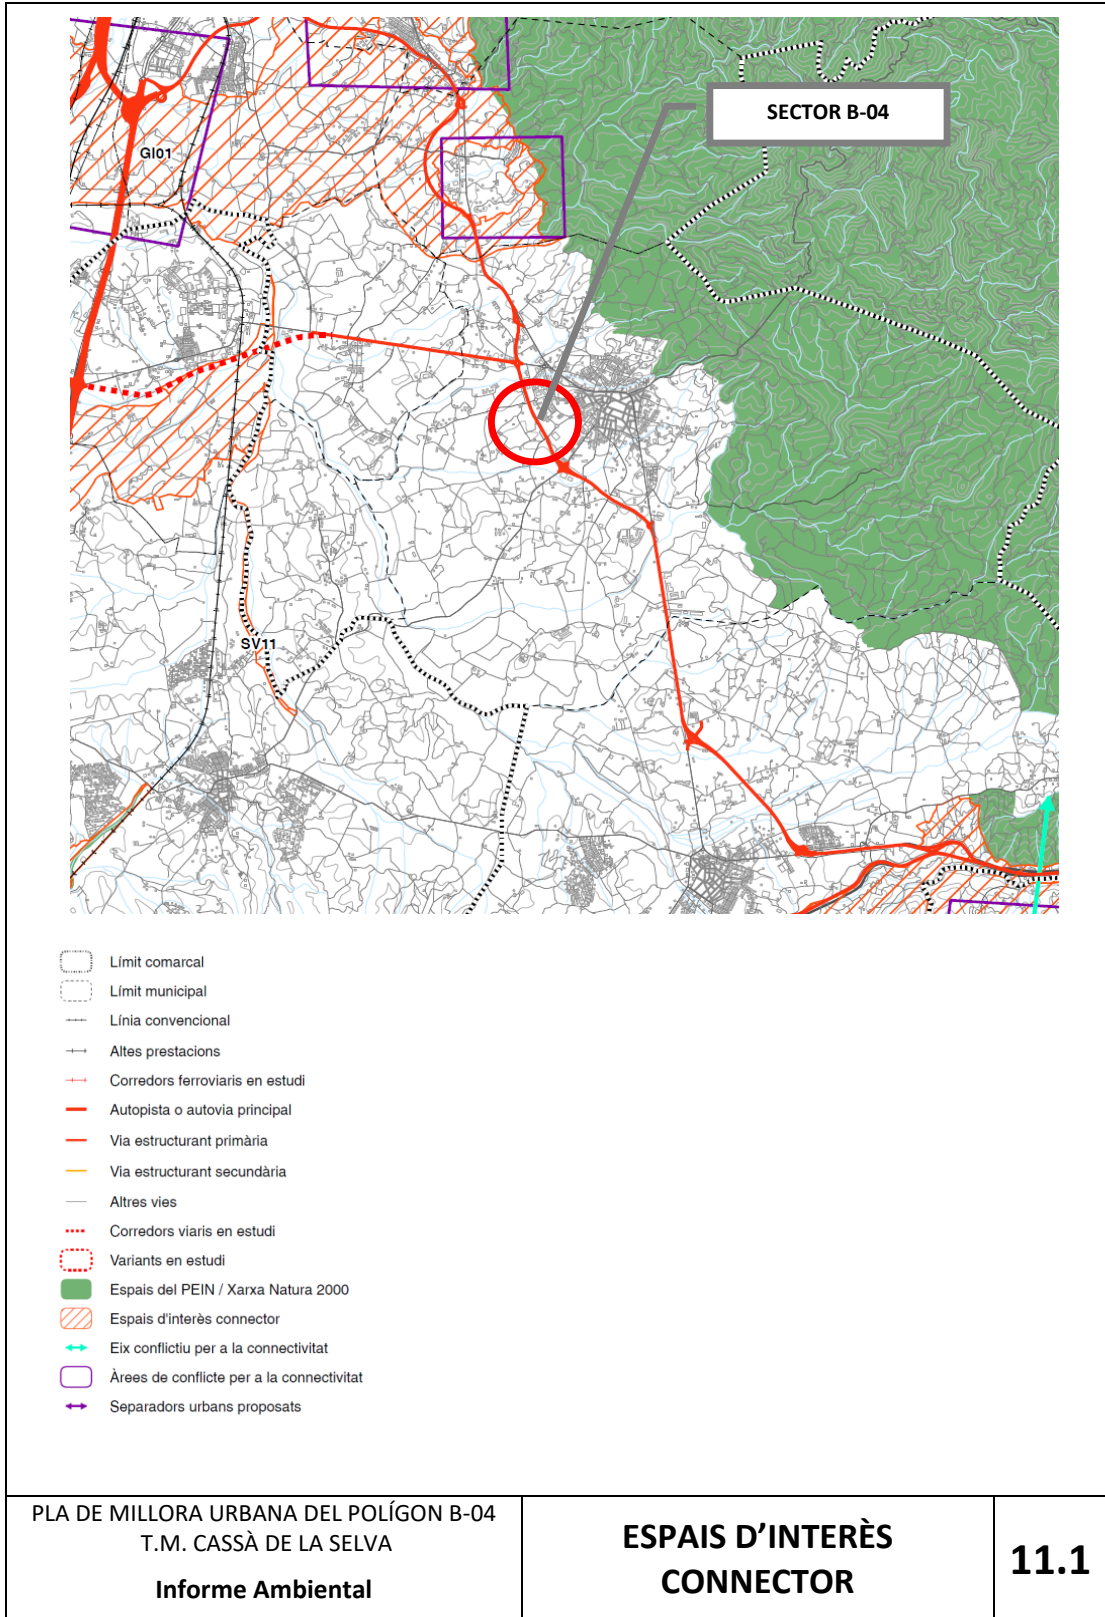 SECTOR B-04
GI01
SV11
Límit comarcal
Límit municipal
Línia convencional
Altes prestacions
Corredors ferroviaris en estudi
Autopista o autovia principal
Via estructurant primària
Via estructurant secundària
Altres vies
Corredors viaris en estudi
Variants en estudi
Espais del PEIN / Xarxa Natura 2000
Espais d'interès connector
Eix conflictiu per a la connectivitat
Àrees de conflicte per a la connectivitat
Separadors urbans proposats
PLA DE MILLORA URBANA DEL POLÍGON B-04
T.M. CASSÀ DE LA SELVA
Informe Ambiental
ESPAIS D’INTERÈS
CONNECTOR
11.1